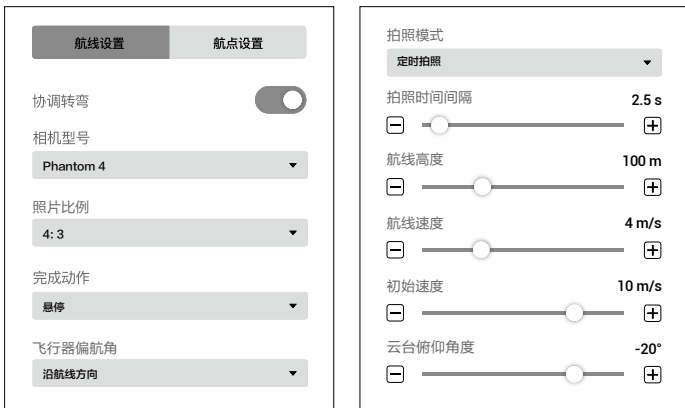 航线设置
航点设置
协调转弯
相机型号
Phantom 4
照片比例
4: 3
完成动作
悬停
飞行器偏航角
沿航线方向
拍照模式
定时拍照
拍照时间间隔
2.5 s
航线高度
100 m
航线速度
4 m/s
初始速度
10 m/s
云台俯仰角度
-20°